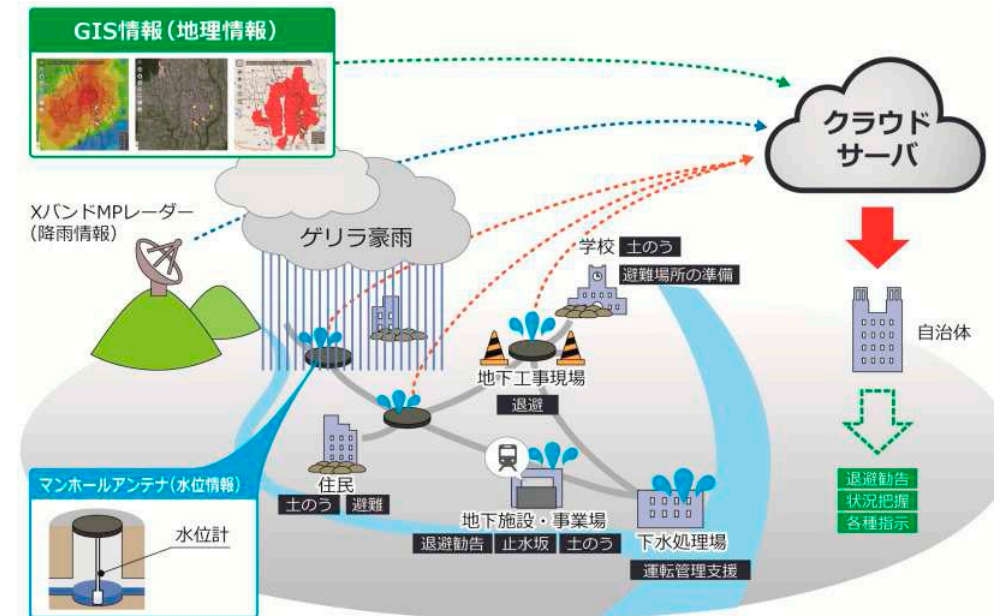 GIS情報(地理情報)
クラウド
サーバ
XバンドMPレーダー
(降雨情報)
ゲリラ豪雨
学校
土のう
避難場所の準備
自治体
地下工事現場
退避
マンホールアンテナ(水位情報)
水位計
住民
土のう
避難
地下施設・事業場
退避勧告
止水坂
土のう
下水処理場
運転管理支援
退避勧告
状況把握
各種指示